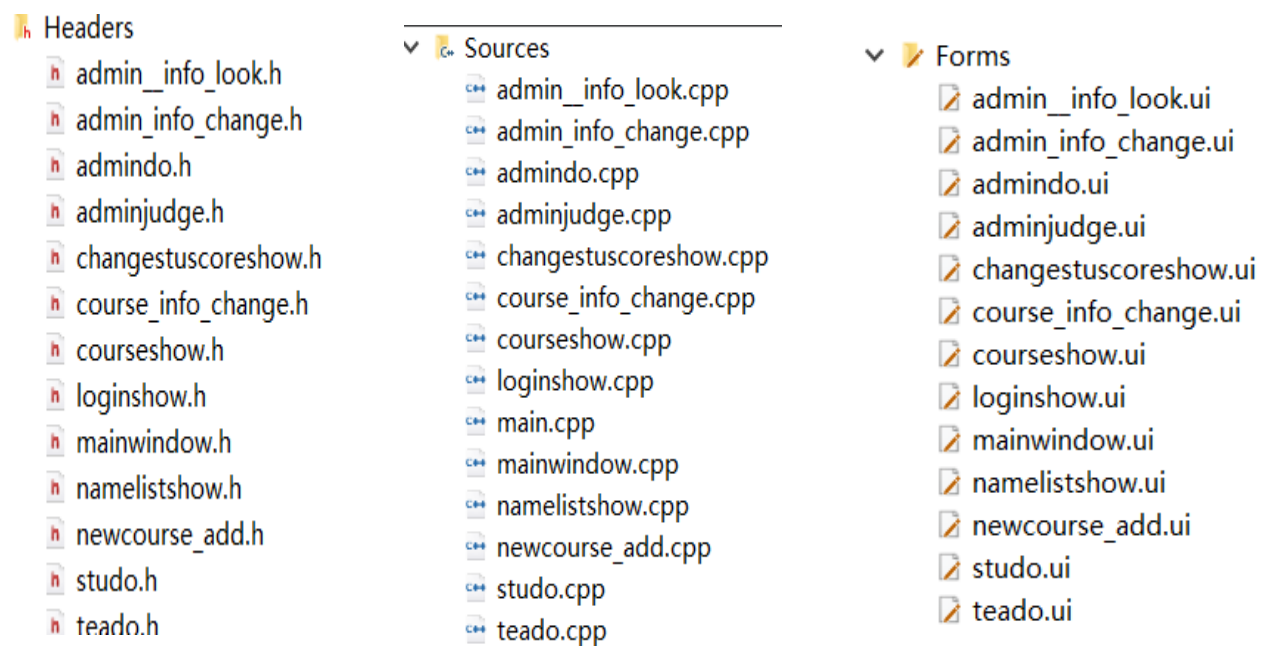 Headers
admin__info_look.h
admin_info_change.h
admindo.h
adminjudge.h
changestuscoreshow.h
course_info_change.h
courseshow.h
loginshow.h
mainwindow.h
namelistshow.h
newcourse_add.h
studo.h
teado.h
Sources
admin__info_look.cpp
admin_info_change.cpp
admindo.cpp
adminjudge.cpp
changestuscoreshow.cpp
course_info_change.cpp
courseshow.cpp
loginshow.cpp
main.cpp
mainwindow.cpp
namelistshow.cpp
newcourse_add.cpp
studo.cpp
teado.cpp
Forms
admin__info_look.ui
admin_info_change.ui
admindo.ui
adminjudge.ui
changestuscoreshow.ui
course_info_change.ui
courseshow.ui
loginshow.ui
mainwindow.ui
namelistshow.ui
newcourse_add.ui
studo.ui
teado.ui